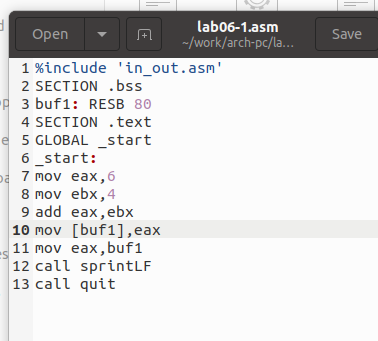 Open
lab06-1.asm
~/work/arch-pc/la...
Save
1 %include 'in_out.asm'
2 SECTION .bss
3 buf1: RESB 80
4 SECTION .text
5 GLOBAL _start
6 _start:
7 mov eax,6
8 mov ebx,4
9 add eax,ebx
10 mov [buf1],eax
11 mov eax,buf1
12 call sprintLF
13 call quit